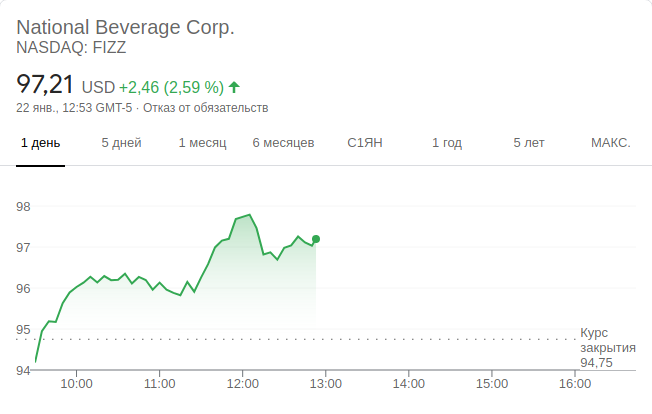 National Beverage Corp.
NASDAQ: FIZZ
97,21 USD +2,46 (2,59 %)
22 янв., 12:53 GMT-5 · Отказ от обязательств
1 день 5 дней 1 месяц 6 месяцев С1ЯН 1 год 5 лет МАКС.
98
97
96
95
Курс
закрытия
94,75
94
10:00 11:00 12:00 13:00 14:00 15:00 16:00